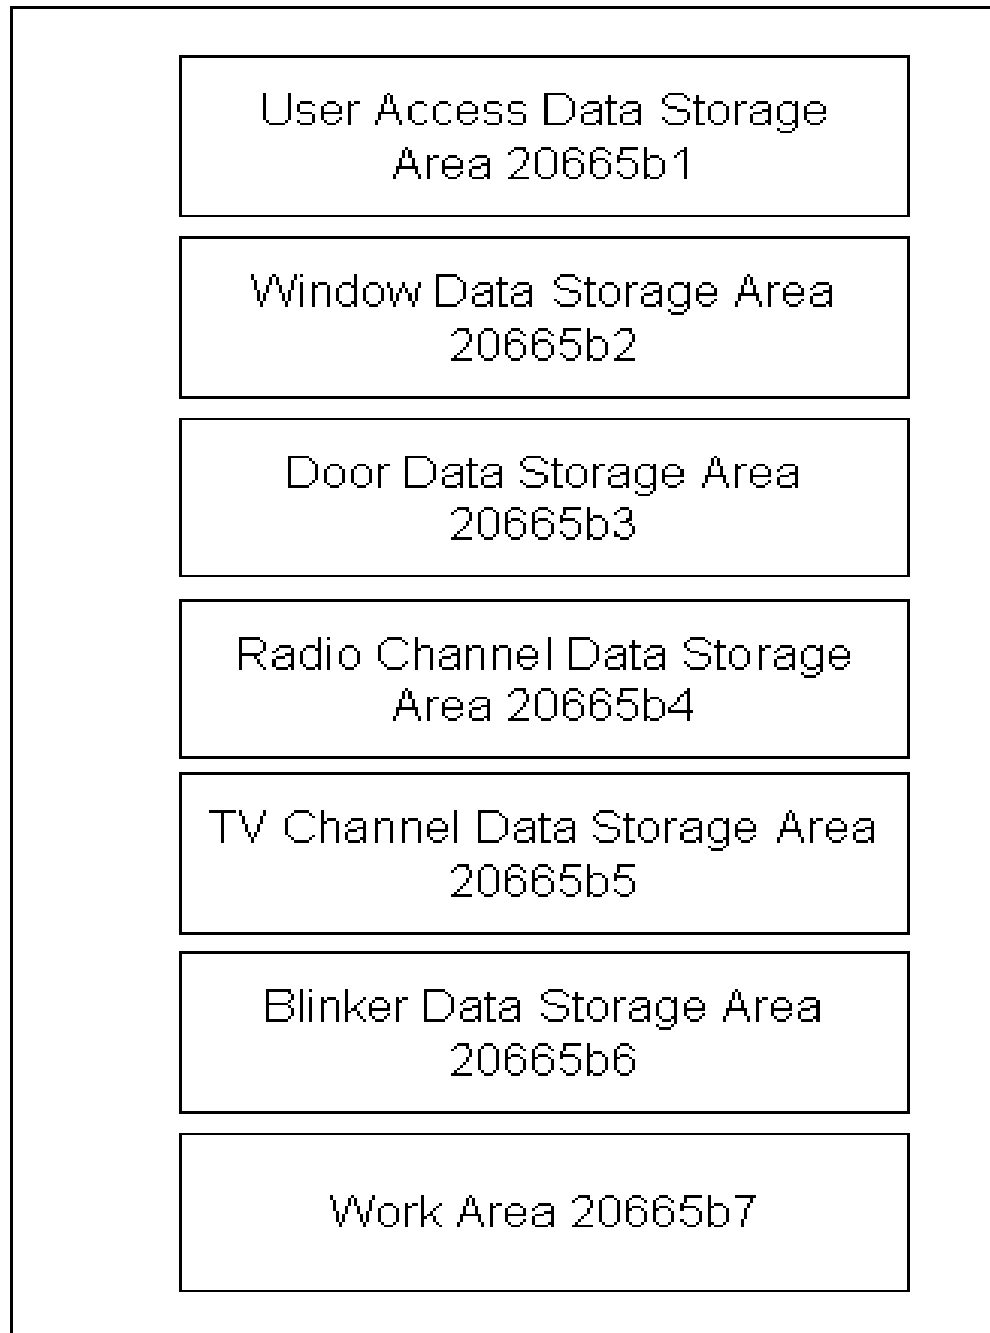 User Access Data Storage
Area 20665b1
Window Data Storage Area
20665b2
Door Data Storage Area
20665b3
Radio Channel Data Storage
Area 20665b4
TV Channel Data Storage Area
20665b5
Blinker Data Storage Area
20665b6
Work Area 20665b7